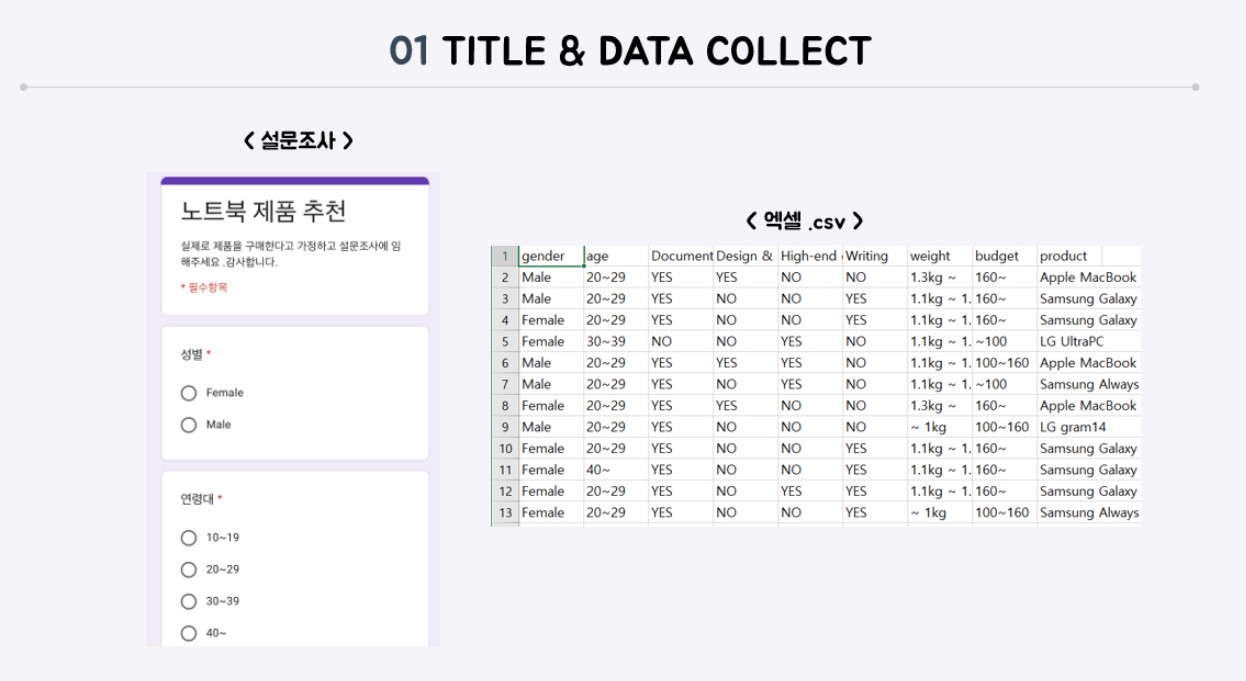 01 TITLE & DATA COLLECT
< 설문조사 >
노트북 제품 추천
실제로 제품을 구매한다고 가정하고 설문조사에 임
해주세요 .감사합니다.
* 필수항목
성별 *
Female
Male
연령대 *
10~19
20~29
30~39
40~
< 엑셀 .csv >
1 gender age Document Design & High-end Writing weight budget product
2 Male 20~29 YES YES NO NO 1.3kg ~ 160~ Apple MacBook
3 Male 20~29 YES NO NO YES 1.1kg ~ 1. 160~ Samsung Galaxy
4 Female 20~29 YES NO NO YES 1.1kg ~ 1. 160~ Samsung Galaxy
5 Female 30~39 NO NO YES NO 1.1kg ~ 1. ~100 LG UltraPC
6 Male 20~29 YES YES YES NO 1.1kg ~ 1. 100~160 Apple MacBook
7 Male 20~29 YES NO YES NO 1.1kg ~ 1. ~100 Samsung Always
8 Female 20~29 YES YES NO NO 1.3kg ~ 160~ Apple MacBook
9 Male 20~29 YES NO NO NO ~ 1kg 100~160 LG gram14
10 Female 20~29 YES NO NO YES 1.1kg ~ 1. 160~ Samsung Galaxy
11 Female 40~ YES NO NO YES 1.1kg ~ 1. 160~ Samsung Galaxy
12 Female 20~29 YES NO YES YES 1.1kg ~ 1. 160~ Samsung Galaxy
13 Female 20~29 YES NO NO YES ~ 1kg 100~160 Samsung Always